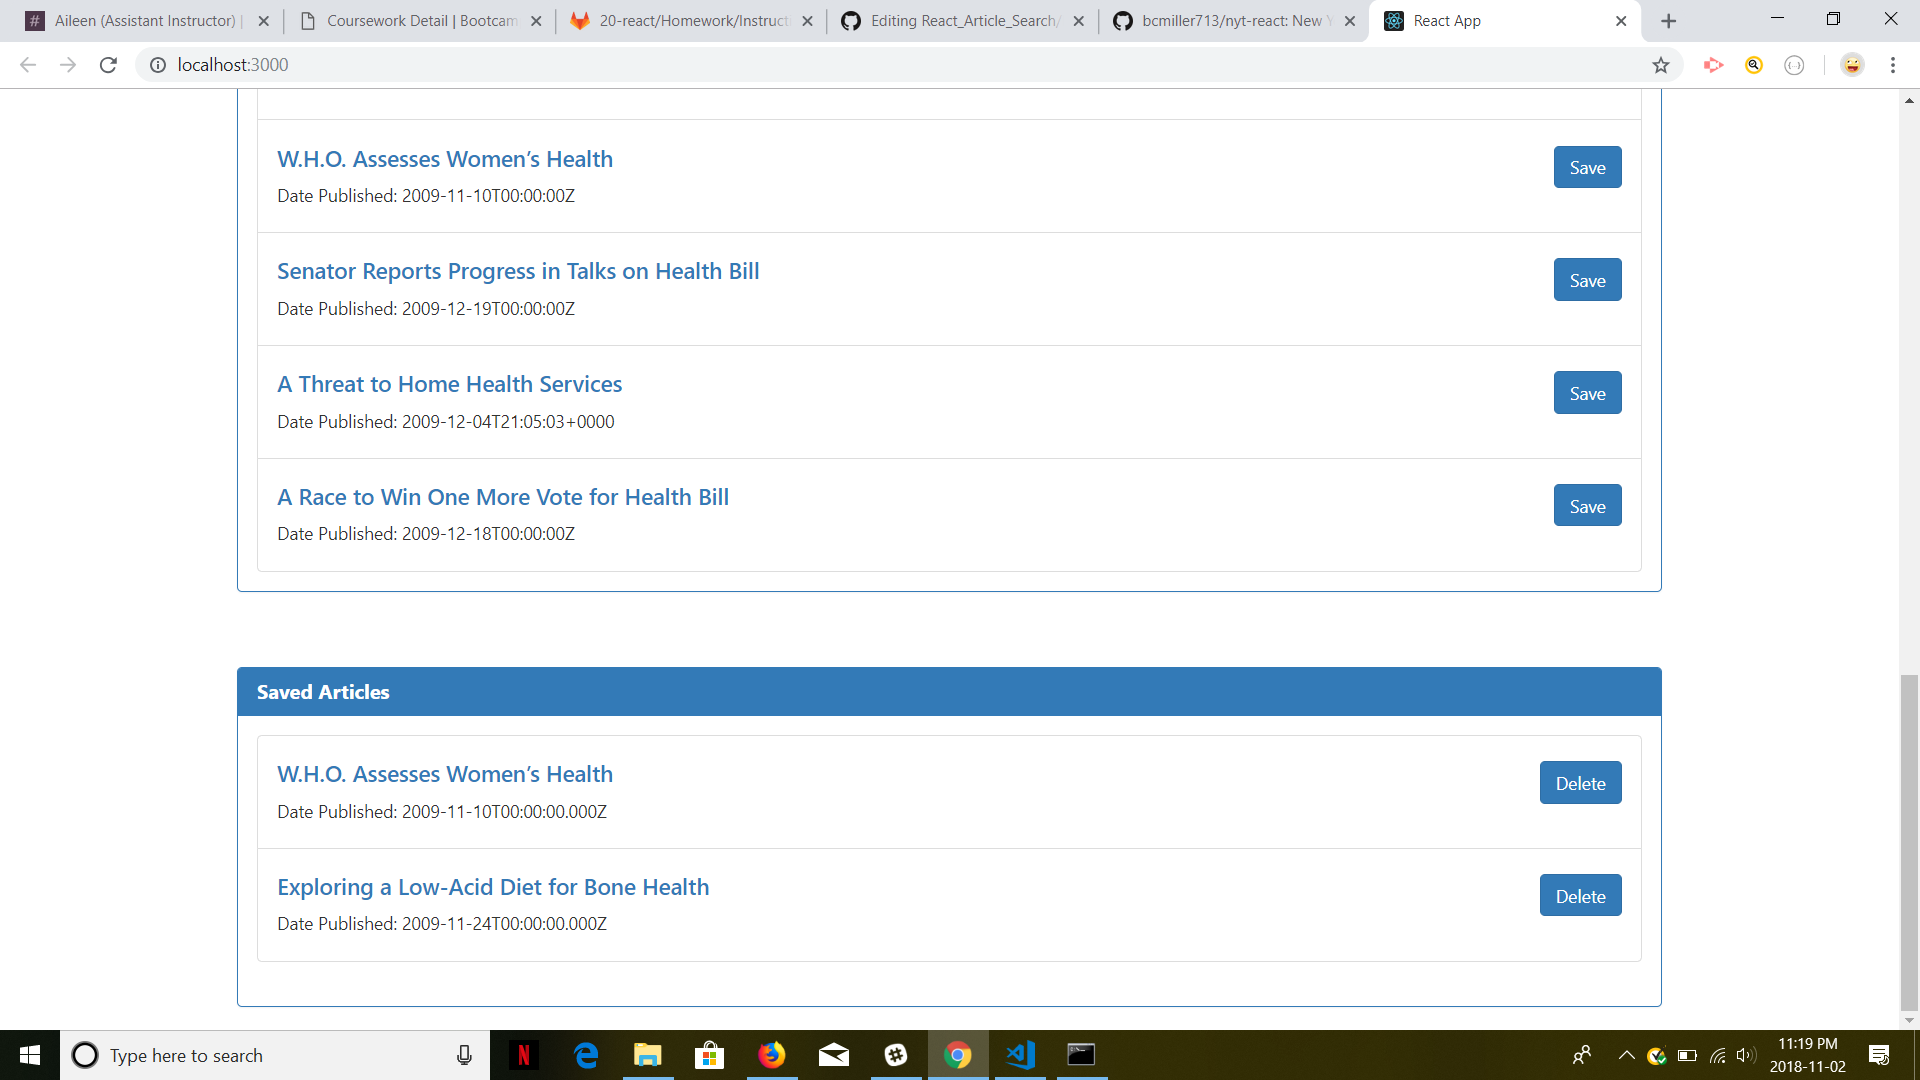 Aileen (Assistant Instructor) |
Coursework Detail | Bootcam
20-react/Homework/Instruct
Editing React_Article_Search/
bcmiller713/nyt-react: New Y
React App
localhost:3000
W.H.O. Assesses Women’s Health
Save
Date Published: 2009-11-10T00:00:00Z
Senator Reports Progress in Talks on Health Bill
Save
Date Published: 2009-12-19T00:00:00Z
A Threat to Home Health Services
Save
Date Published: 2009-12-04T21:05:03+0000
A Race to Win One More Vote for Health Bill
Save
Date Published: 2009-12-18T00:00:00Z
Saved Articles
W.H.O. Assesses Women’s Health
Delete
Date Published: 2009-11-10T00:00:00.000Z
Exploring a Low-Acid Diet for Bone Health
Delete
Date Published: 2009-11-24T00:00:00.000Z
Type here to search
11:19 PM
2018-11-02